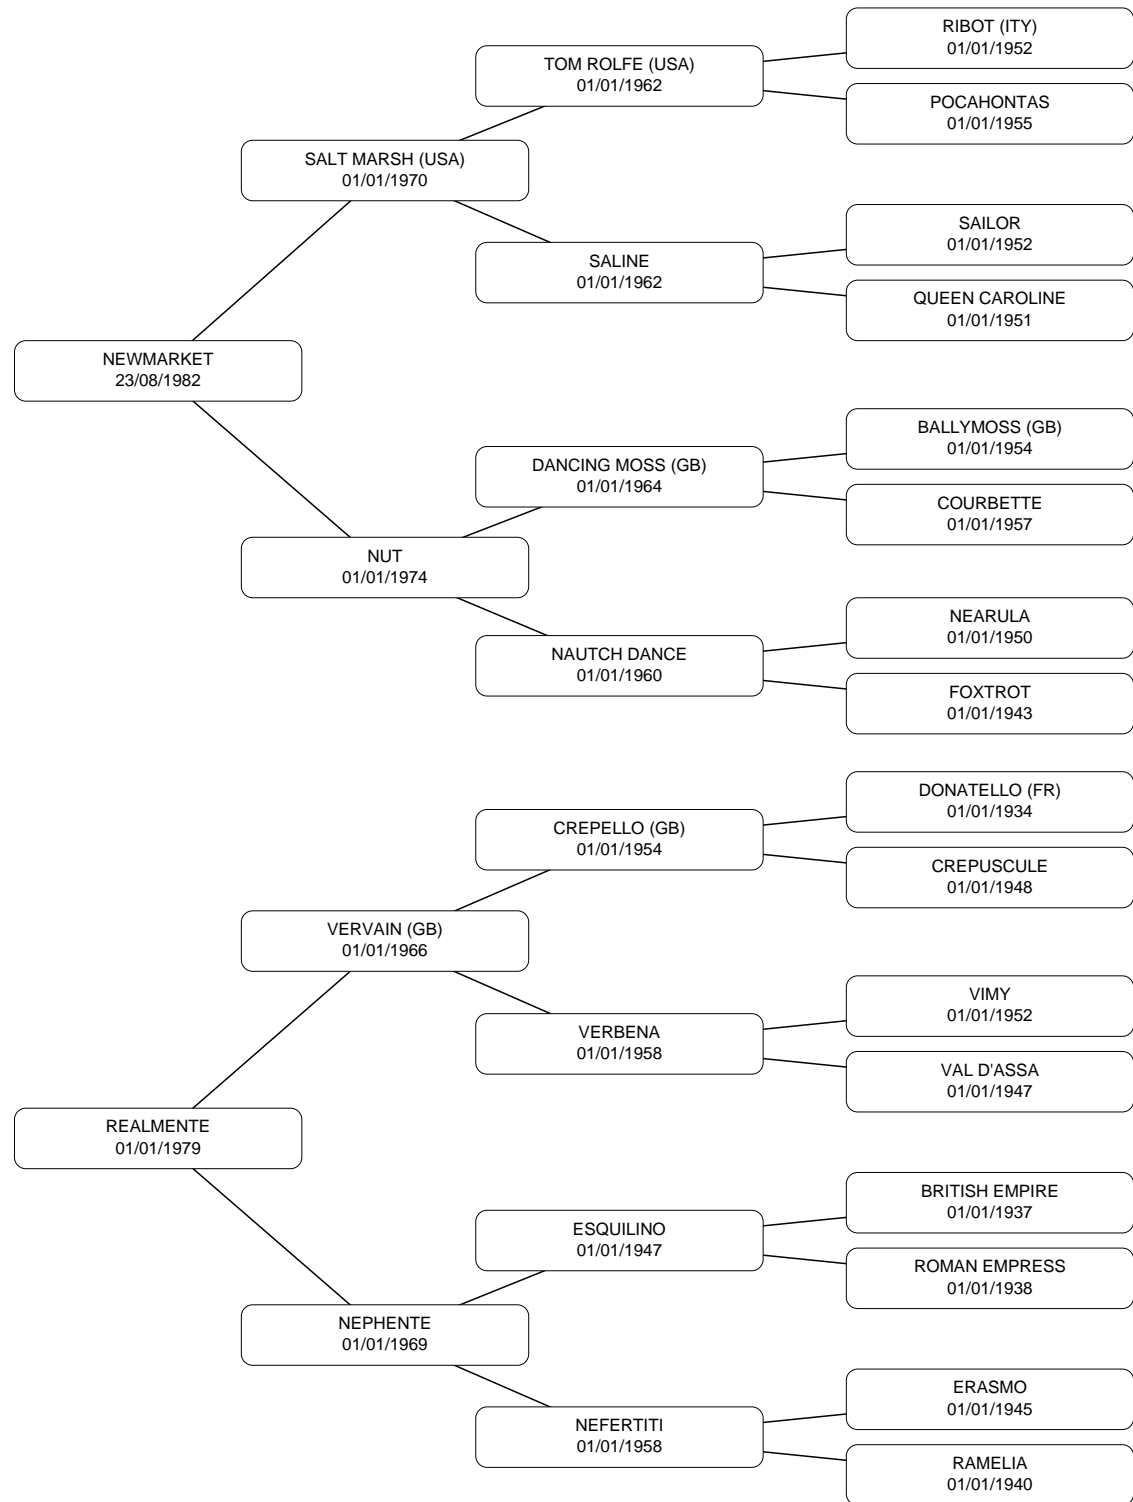 RIBOT (ITY)
01/01/1952
TOM ROLFE (USA)
01/01/1962
POCAHONTAS
01/01/1955
SALT MARSH (USA)
01/01/1970
SAILOR
01/01/1952
SALINE
01/01/1962
QUEEN CAROLINE
01/01/1951
NEWMARKET
23/08/1982
BALLYMOSS (GB)
01/01/1954
DANCING MOSS (GB)
01/01/1964
COURBETTE
01/01/1957
NUT
01/01/1974
NEARULA
01/01/1950
NAUTCH DANCE
01/01/1960
FOXTROT
01/01/1943
DONATELLO (FR)
01/01/1934
CREPELLO (GB)
01/01/1954
CREPUSCULE
01/01/1948
VERVAIN (GB)
01/01/1966
VIMY
01/01/1952
VERBENA
01/01/1958
VAL D'ASSA
01/01/1947
REALMENTE
01/01/1979
BRITISH EMPIRE
01/01/1937
ESQUILINO
01/01/1947
ROMAN EMPRESS
01/01/1938
NEPHENTE
01/01/1969
ERASMO
01/01/1945
NEFERTITI
01/01/1958
RAMELIA
01/01/1940